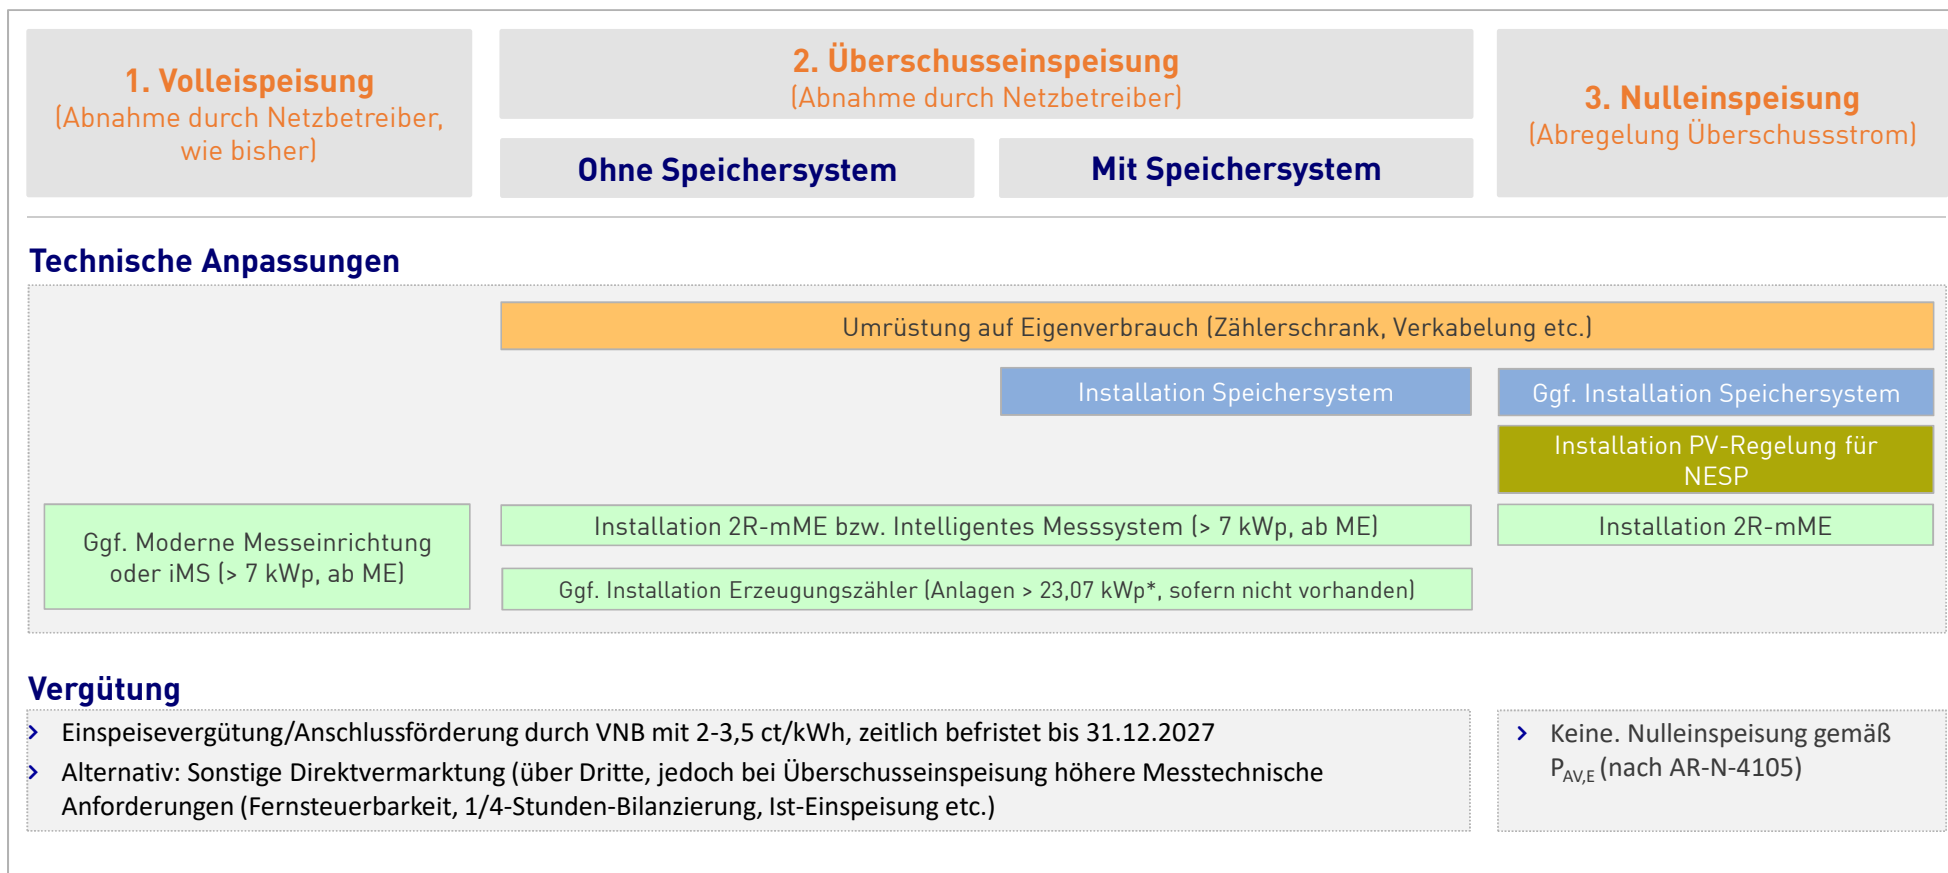 1. Volleispeisung
(Abnahme durch Netzbetreiber,
wie bisher)
2. Überschusseinspeisung
(Abnahme durch Netzbetreiber)
Ohne Speichersystem
Mit Speichersystem
3. Nulleinspeisung
(Abregelung Überschussstrom)
Technische Anpassungen
Umrüstung auf Eigenverbrauch (Zählerschrank, Verkabelung etc.)
Installation Speichersystem
Ggf. Installation Speichersystem
Installation PV-Regelung für
NESP
Ggf. Moderne Messeinrichtung
oder iMS (> 7 kWp, ab ME)
Installation 2R-mME bzw. Intelligentes Messsystem (> 7 kWp, ab ME)
Installation 2R-mME
Ggf. Installation Erzeugungszähler (Anlagen > 23,07 kWp*, sofern nicht vorhanden)
Vergütung
> Einspeisevergütung/Anschlussförderung durch VNB mit 2-3,5 ct/kWh, zeitlich befristet bis 31.12.2027
> Alternativ: Sonstige Direktvermarktung (über Dritte, jedoch bei Überschusseinspeisung höhere Messtechnische
Anforderungen (Fernsteuerbarkeit, 1/4-Stunden-Bilanzierung, Ist-Einspeisung etc.)
> Keine. Nulleinspeisung gemäß
PAV,E (nach AR-N-4105)